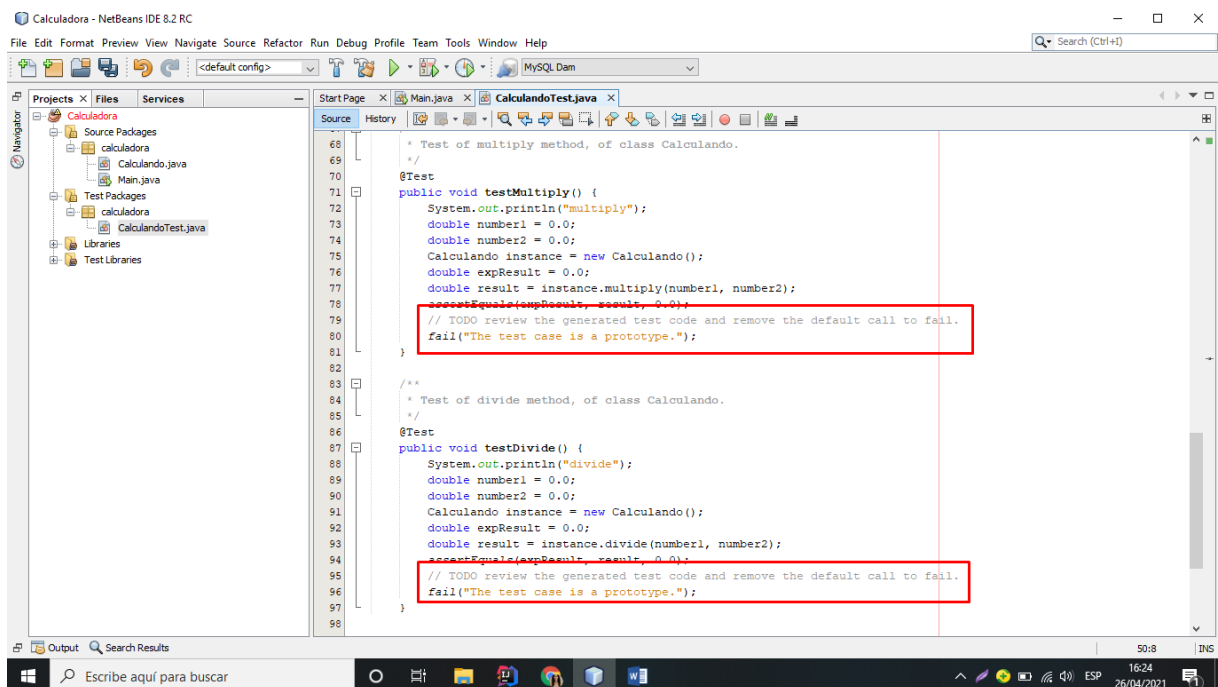 Calculadora - NetBeans IDE 8.2 RC
File Edit Format Preview View Navigate Source Refactor Run Debug Profile Team Tools Window Help
Search (Ctrl+I)
<default config>
MySQL Dam
Projects Files Services
Start Page Main.java CalculandoTest.java
Navigator
Source History
Calculadora
Source Packages
calculadora
Calculando.java
Main.java
Test Packages
calculadora
CalculandoTest.java
Libraries
Test Libraries
68 * Test of multiply method, of class Calculando.
69 */
70 @Test
71 public void testMultiply() {
72 System.out.println("multiply");
73 double number1 = 0.0;
74 double number2 = 0.0;
75 Calculando instance = new Calculando();
76 double expResult = 0.0;
77 double result = instance.multiply(number1, number2);
78 assertEquals(expResult, result, 0.0);
79 // TODO review the generated test code and remove the default call to fail.
80 fail("The test case is a prototype.");
81 }
82
83 /**
84 * Test of divide method, of class Calculando.
85 */
86 @Test
87 public void testDivide() {
88 System.out.println("divide");
89 double number1 = 0.0;
90 double number2 = 0.0;
91 Calculando instance = new Calculando();
92 double expResult = 0.0;
93 double result = instance.divide(number1, number2);
94 assertEquals(expResult, result, 0.0);
95 // TODO review the generated test code and remove the default call to fail.
96 fail("The test case is a prototype.");
97 }
98
Output Search Results
50:8 INS
Escribe aquí para buscar
ESP
16:24
26/04/2021